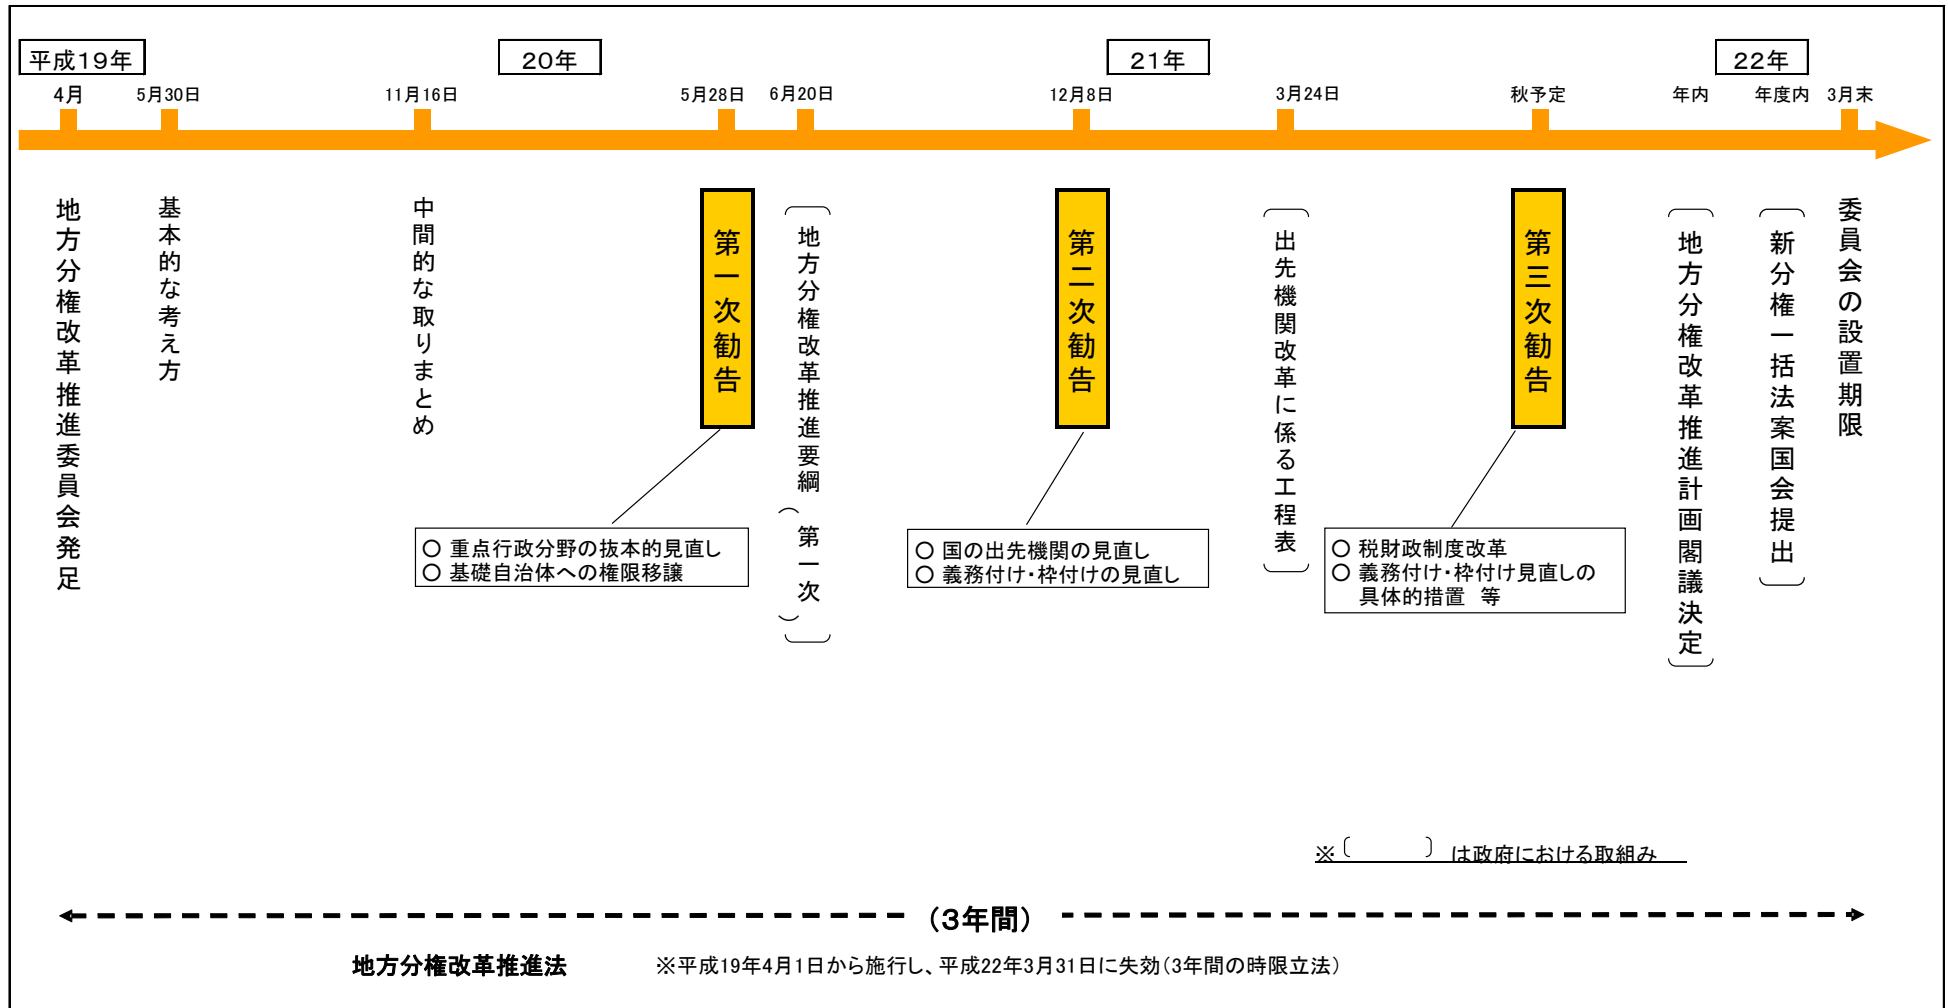 平成19年
20年
21年
22年
4月
5月30日
11月16日
5月28日
6月20日
12月8日
3月24日
秋予定
年内
年度内
3月末
地方分権改革推進委員会発足
基本的な考え方
中間的な取りまとめ
第一次勧告
地方分権改革推進要綱(第一次)
第二次勧告
出先機関改革に係る工程表
第三次勧告
地方分権改革推進計画閣議決定
新分権一括法案国会提出
委員会の設置期限
○ 重点行政分野の抜本的見直し
○ 基礎自治体への権限移譲
○ 国の出先機関の見直し
○ 義務付け・枠付けの見直し
○ 税財政制度改革
○ 義務付け・枠付け見直しの
具体的措置 等
※〔 〕は政府における取組み
(3年間)
地方分権改革推進法 ※平成19年4月1日から施行し、平成22年3月31日に失効(3年間の時限立法)